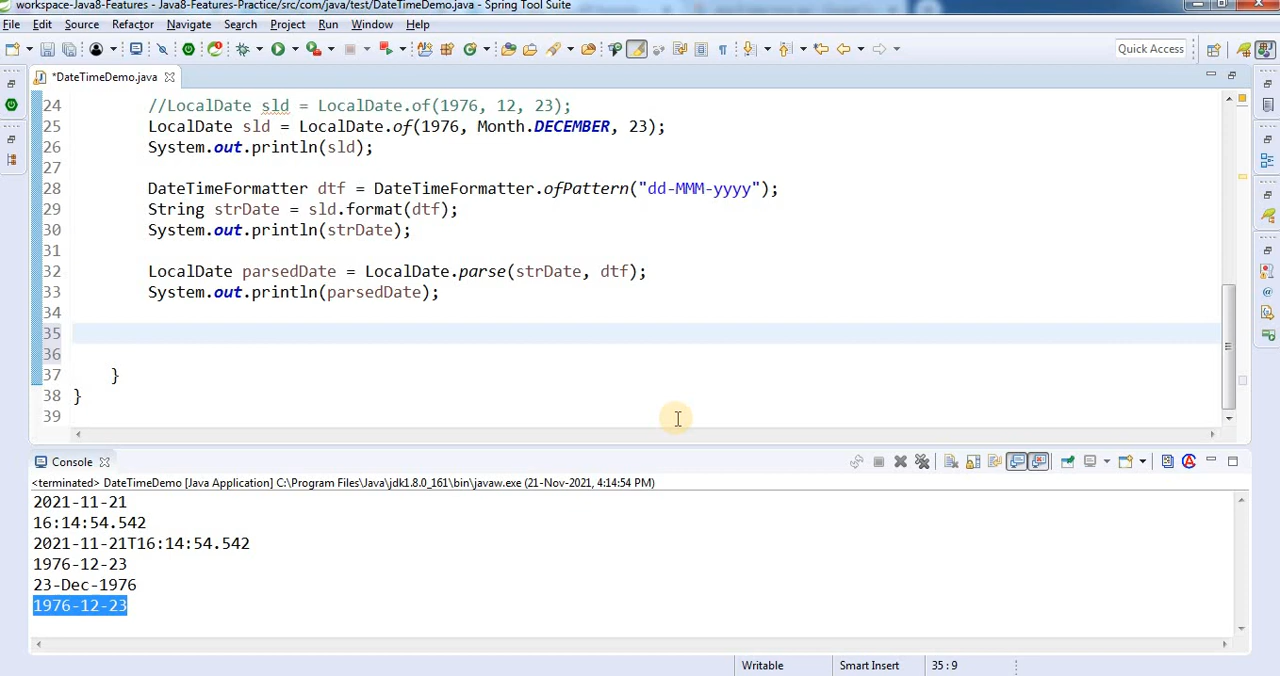 workspace-Java8-Features - Java8-Features-Practice/src/com/java/test/DateTimeDemo.java - Spring Tool Suite
File Edit Source Refactor Navigate Search Project Run Window Help
Quick Access
*DateTimeDemo.java
24 //LocalDate sld = LocalDate.of(1976, 12, 23);
25 LocalDate sld = LocalDate.of(1976, Month.DECEMBER, 23);
26 System.out.println(sld);
27
28 DateTimeFormatter dtf = DateTimeFormatter.ofPattern("dd-MMM-yyyy");
29 String strDate = sld.format(dtf);
30 System.out.println(strDate);
31
32 LocalDate parsedDate = LocalDate.parse(strDate, dtf);
33 System.out.println(parsedDate);
34
35
36
37 }
38 }
39
Console
<terminated> DateTimeDemo [Java Application] C:\Program Files\Java\jdk1.8.0_161\bin\javaw.exe (21-Nov-2021, 4:14:54 PM)
2021-11-21
16:14:54.542
2021-11-21T16:14:54.542
1976-12-23
23-Dec-1976
1976-12-23
Writable Smart Insert 35:9